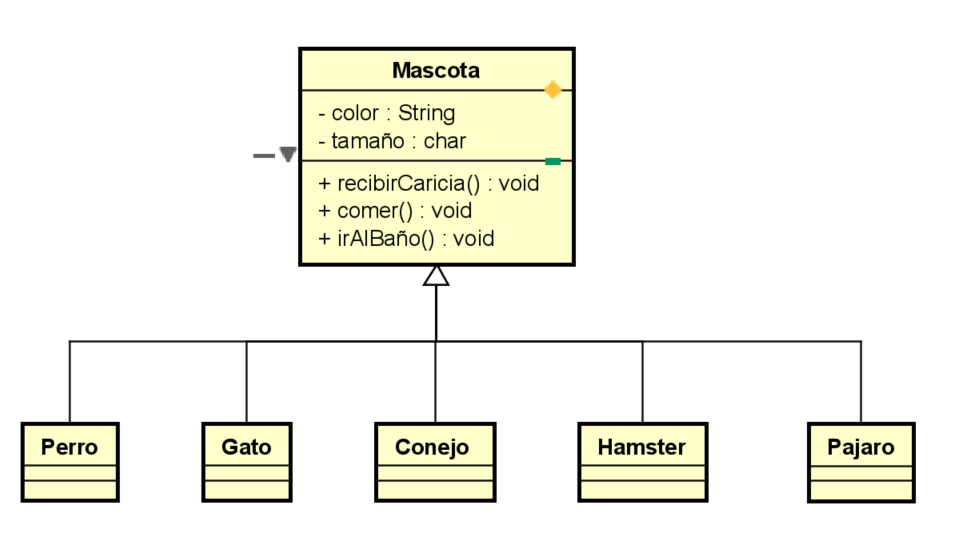 Mascota
- color : String
- tamaño : char
+ recibirCaricia() : void
+ comer() : void
+ irAlBaño() : void
Perro
Gato
Conejo
Hamster
Pajaro